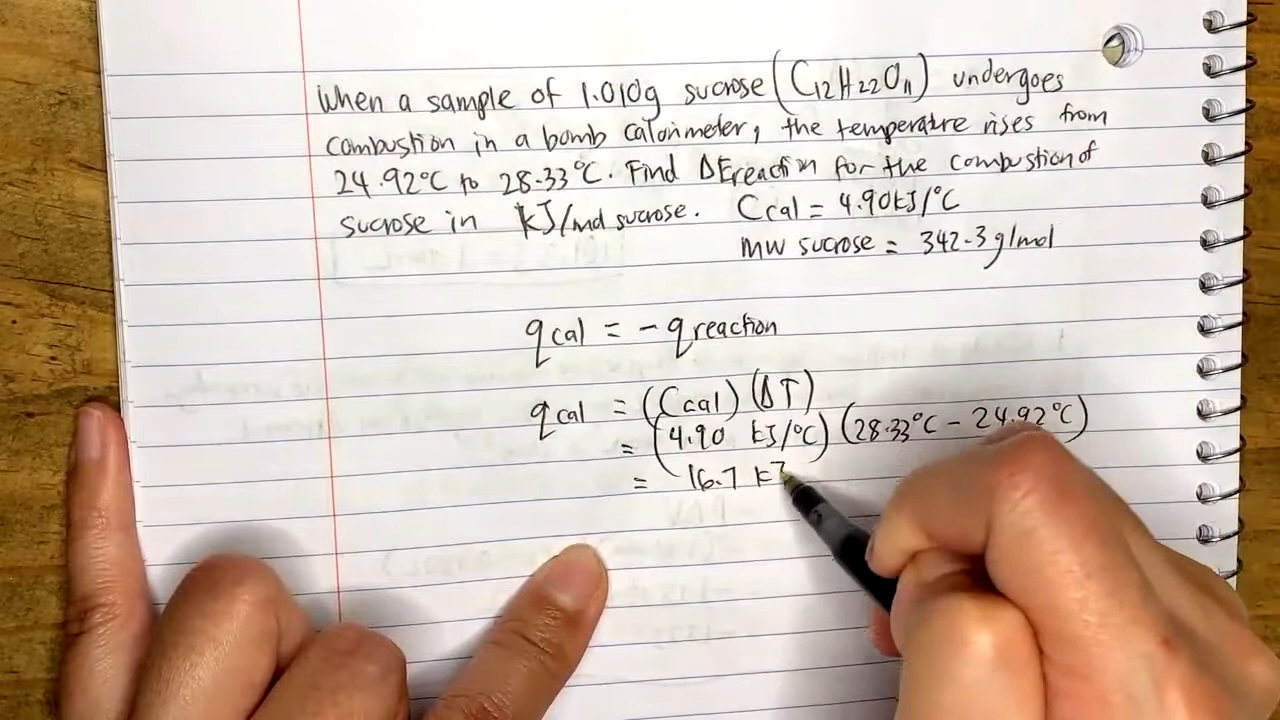 When a sample of 1.010g sucrose (C12H22O11) undergoes
combustion in a bomb calorimeter, the temperature rises from
24.92°C to 28.33°C. Find ΔEreaction for the combustion of
sucrose in kJ/mol sucrose. Ccal = 4.90kJ/°C
MW sucrose = 342.3 g/mol
qcal = - qreaction
qcal = (Ccal) (ΔT)
= (4.90 kJ/°C) (28.33°C - 24.92°C)
= 16.7 kJ